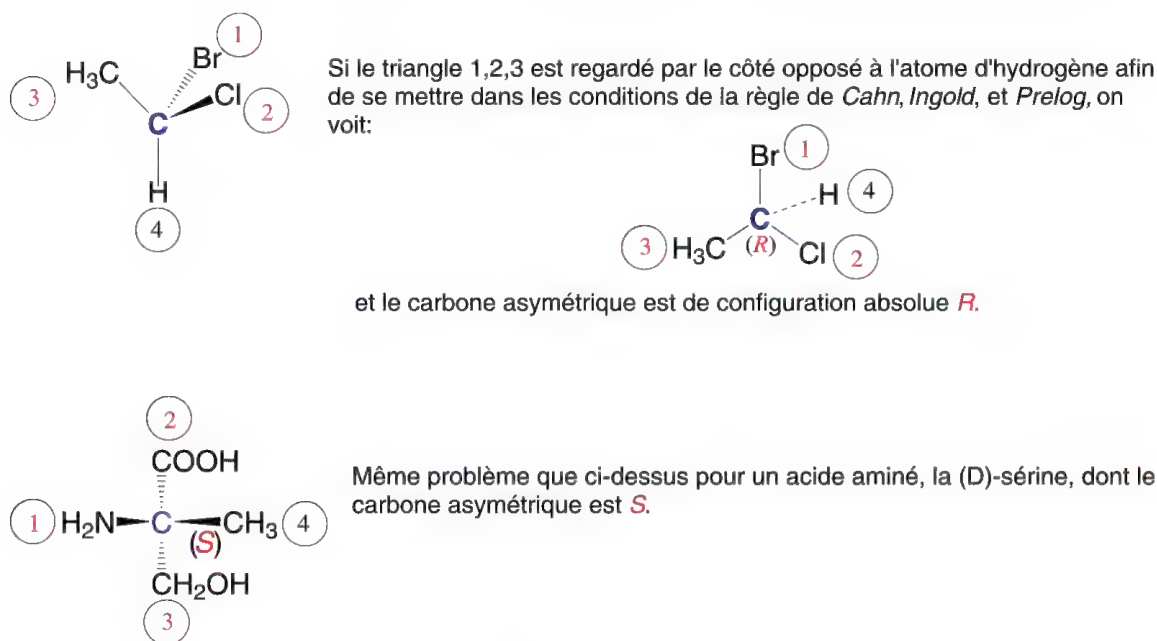 Br 1
H₃C
3
Cl
2
C
H
4
Si le triangle 1,2,3 est regardé par le côté opposé à l'atome d'hydrogène afin
de se mettre dans les conditions de la règle de Cahn, Ingold, et Prelog, on
voit:
Br 1
H 4
C
3 H₃C (R) Cl 2
et le carbone asymétrique est de configuration absolue R.
2
COOH
1 H₂N C CH₃ 4
(S)
CH₂OH
3
Même problème que ci-dessus pour un acide aminé, la (D)-sérine, dont le
carbone asymétrique est S.